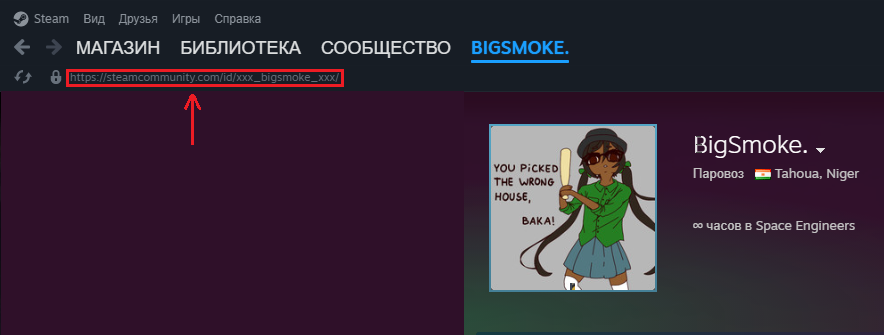 Steam Вид Друзья Игры Справка
МАГАЗИН БИБЛИОТЕКА СООБЩЕСТВО BIGSMOKE.
https://steamcommunity.com/id/xxx_bigsmoke_xxx/
BigSmoke.
Паровоз Tahoua, Niger
∞ часов в Space Engineers
YOU PiCKED
THE WRONG
HOUSE,
BAKA!